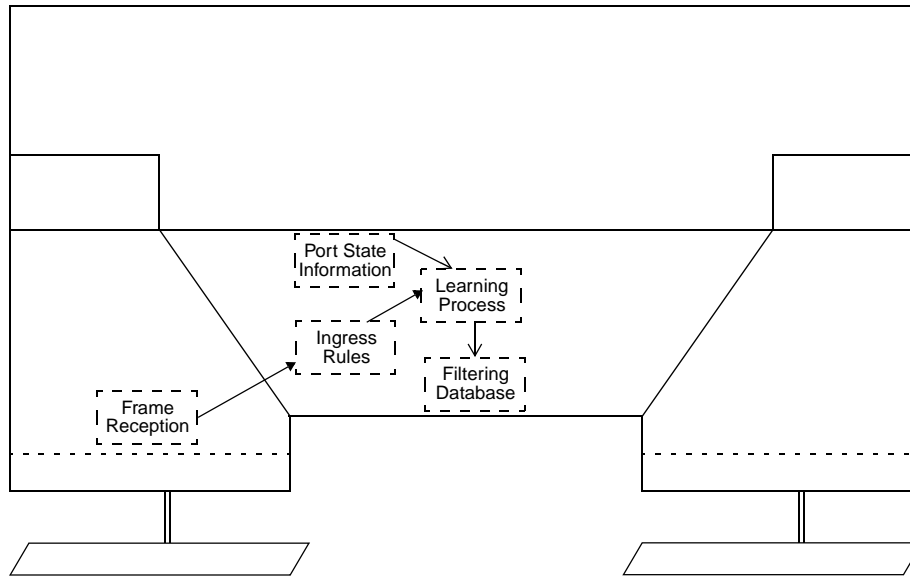 Port State
Information
Learning
Process
Ingress
Rules
Filtering
Database
Frame
Reception